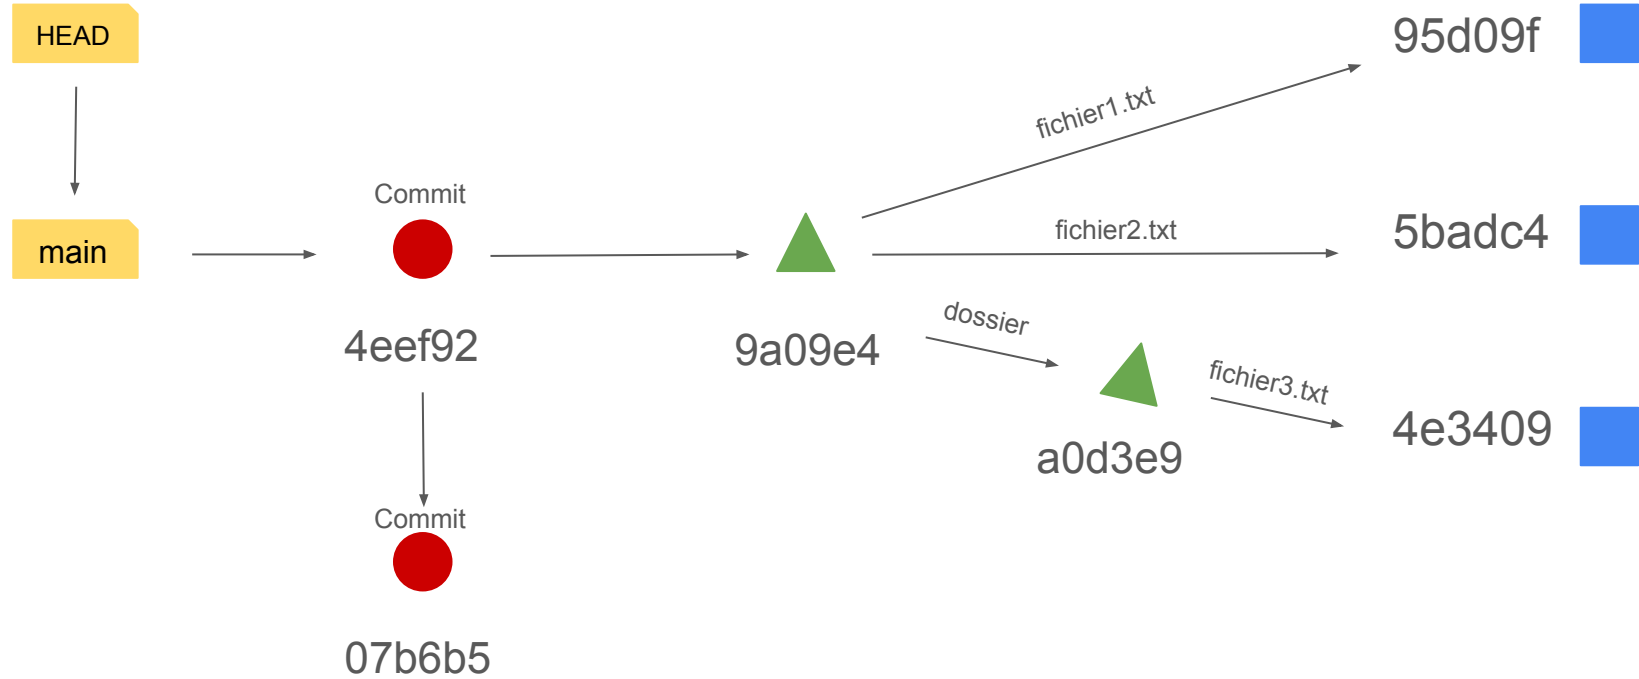 HEAD
95d09f
fichier1.txt
Commit
main
fichier2.txt
5badc4
4eef92
9a09e4
dossier
fichier3.txt
a0d3e9
4e3409
Commit
07b6b5